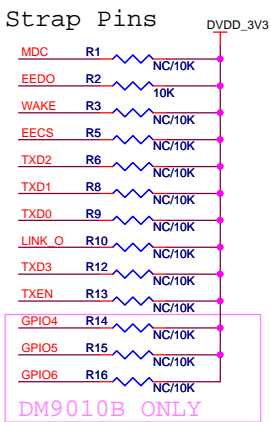 Strap Pins
DVDD_3V3
MDC R1 NC/10K
EEDO R2 10K
WAKE R3 NC/10K
EECS R5 NC/10K
TXD2 R6 NC/10K
TXD1 R8 NC/10K
TXD0 R9 NC/10K
LINK_O R10 NC/10K
TXD3 R12 NC/10K
TXEN R13 NC/10K
GPIO4 R14 NC/10K
GPIO5 R15 NC/10K
GPIO6 R16 NC/10K
DM9010B ONLY